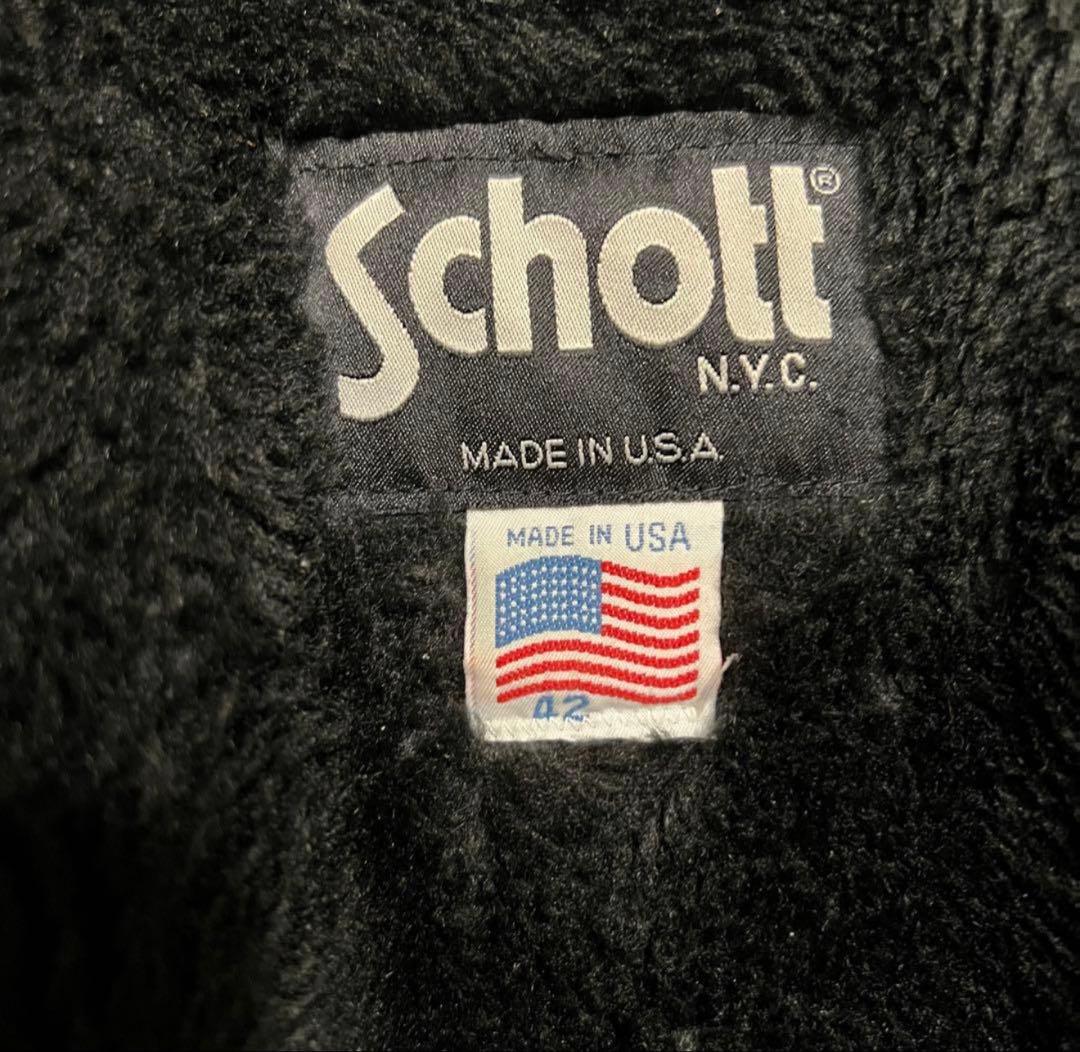 Schott®
N.Y.C.
MADE IN U.S.A.
MADE IN USA
42